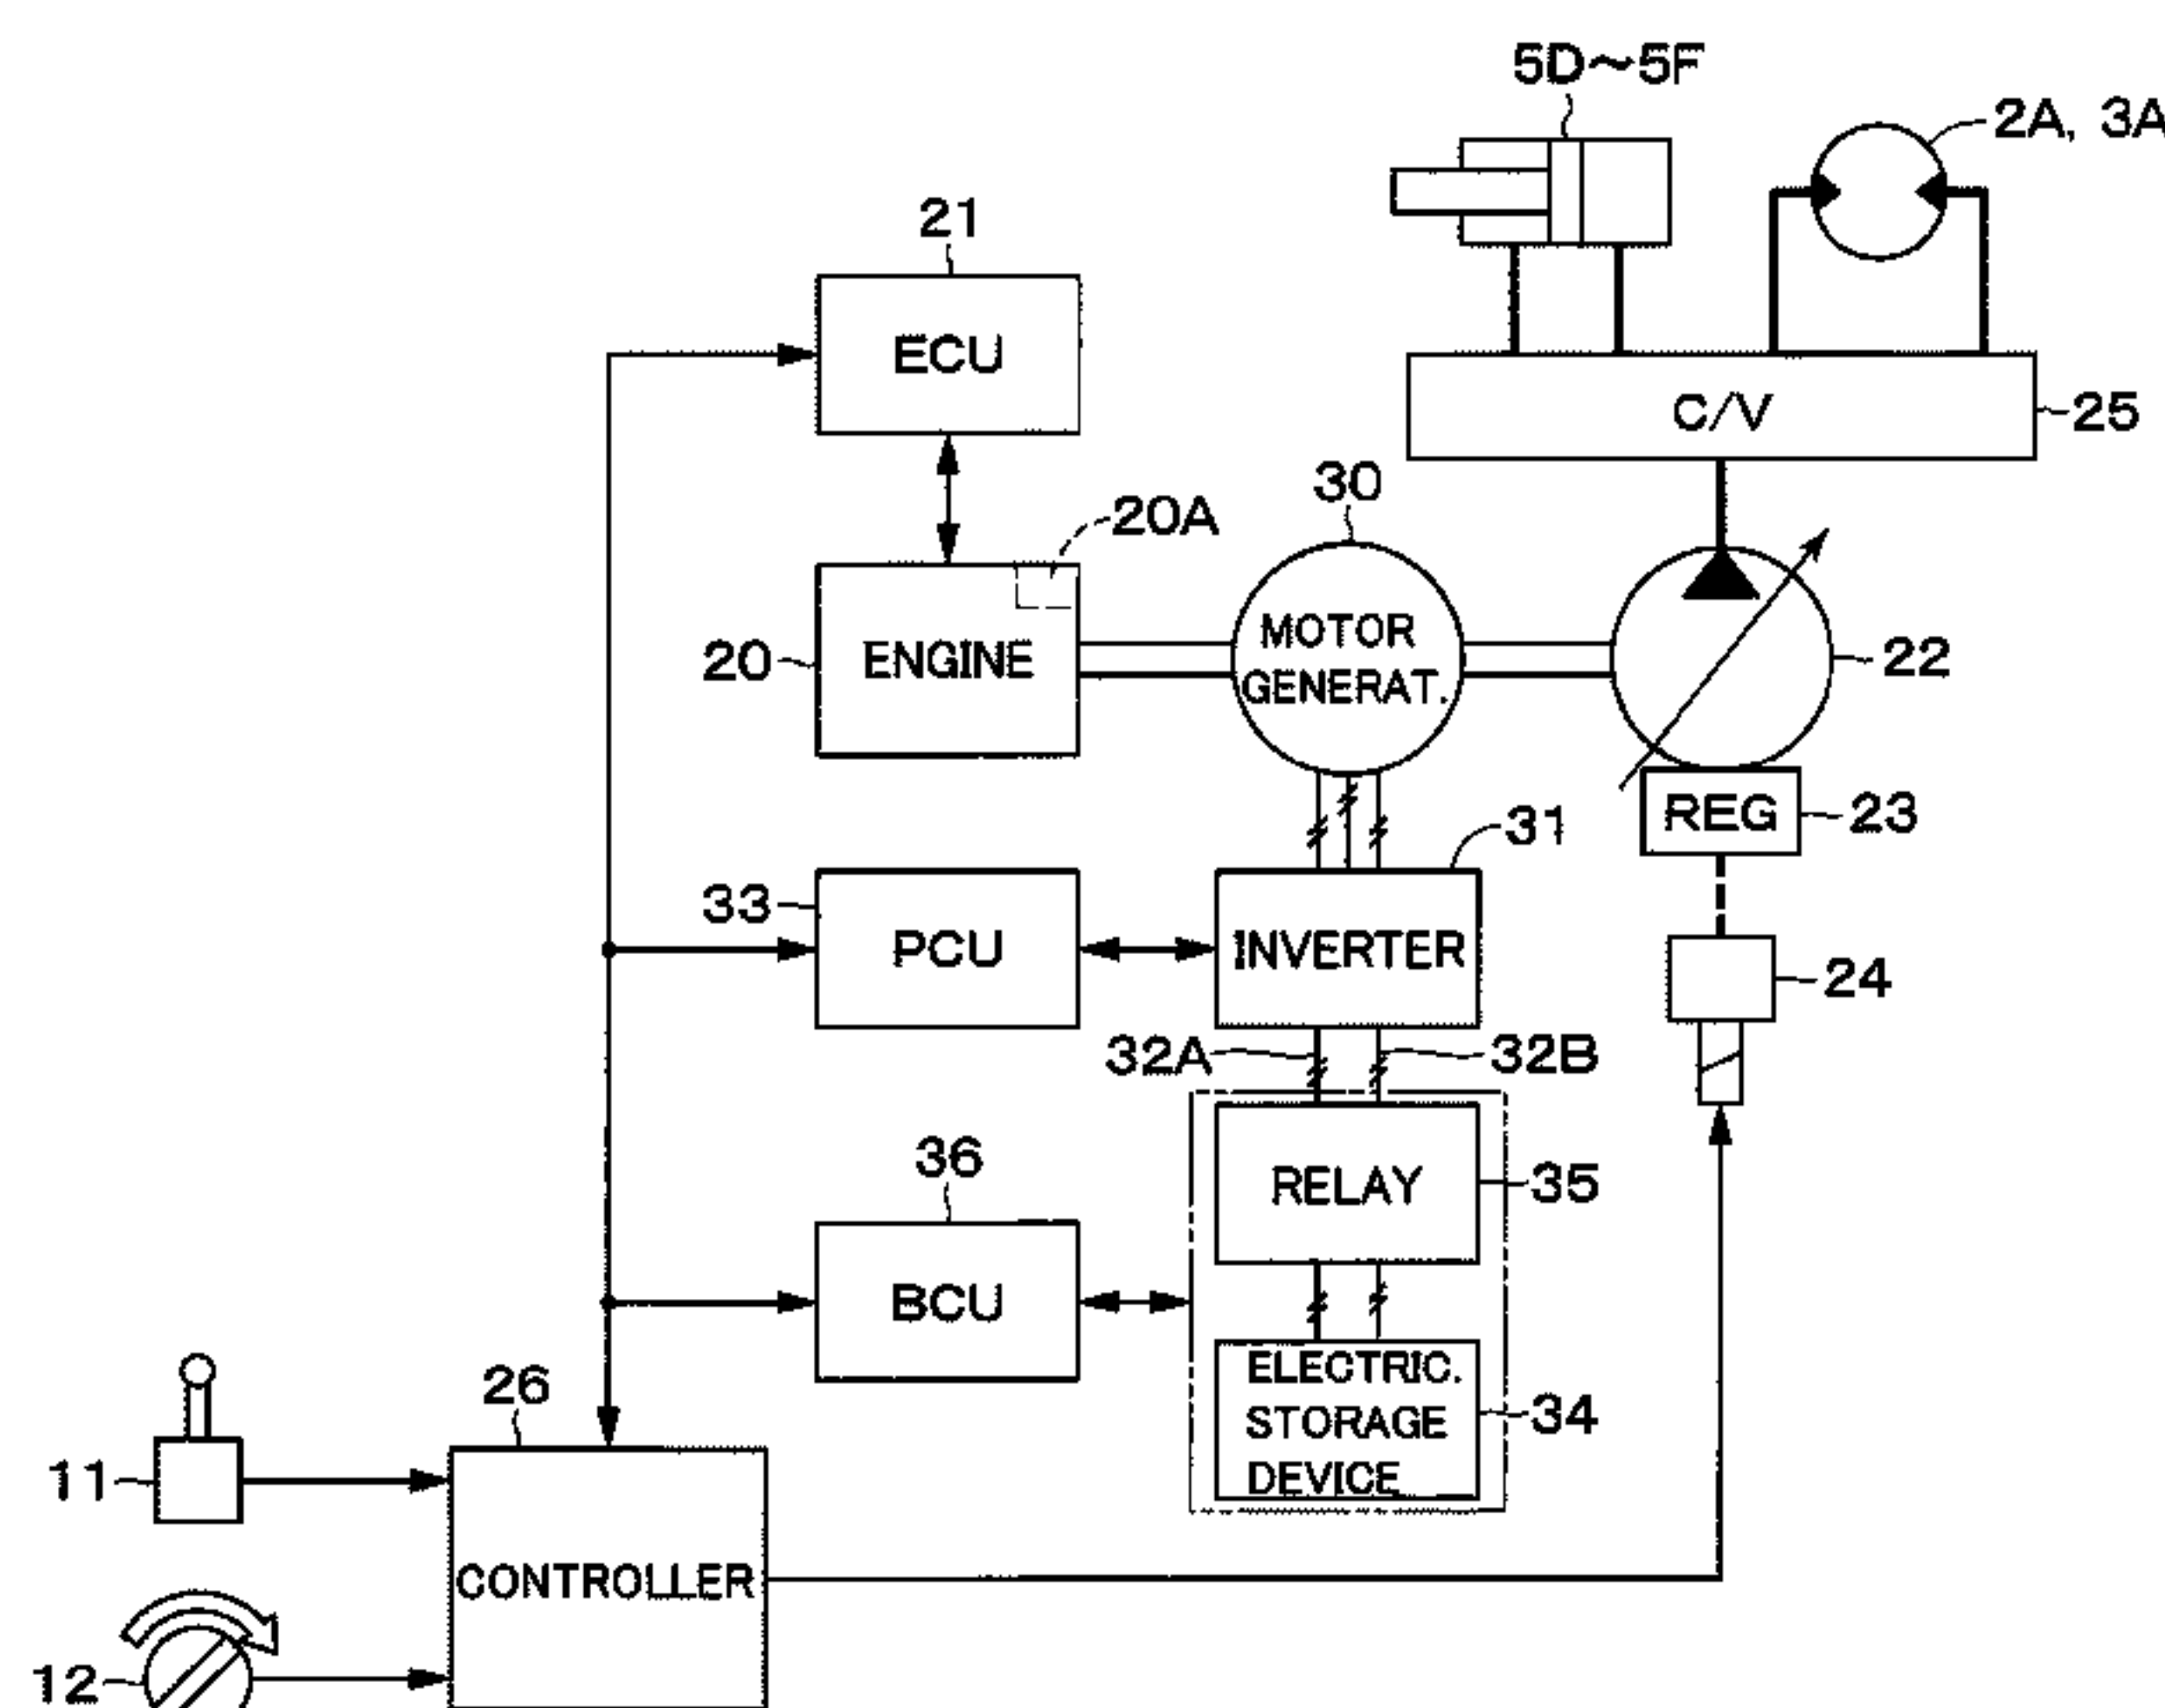 5D~5F
2A, 3A
21
ECU
C/V
25
30
20A
MOTOR
GENERAT.
20
ENGINE
22
REG
23
31
33
PCU
INVERTER
24
32A
32B
36
RELAY
35
BCU
26
ELECTRIC.
STORAGE
DEVICE
34
11
CONTROLLER
12